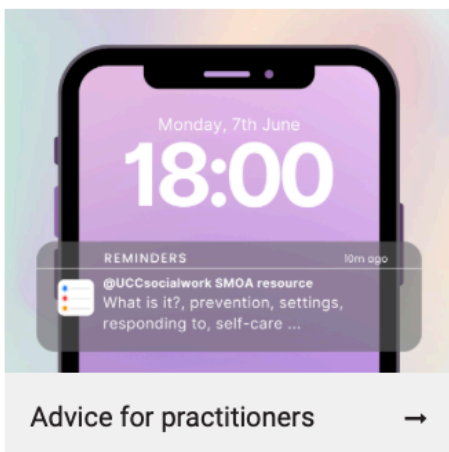 Monday, 7th June
18:00
REMINDERS 10m ago
@UCCsocialwork SMOA resource
What is it?, prevention, settings,
responding to, self-care ...
Advice for practitioners →